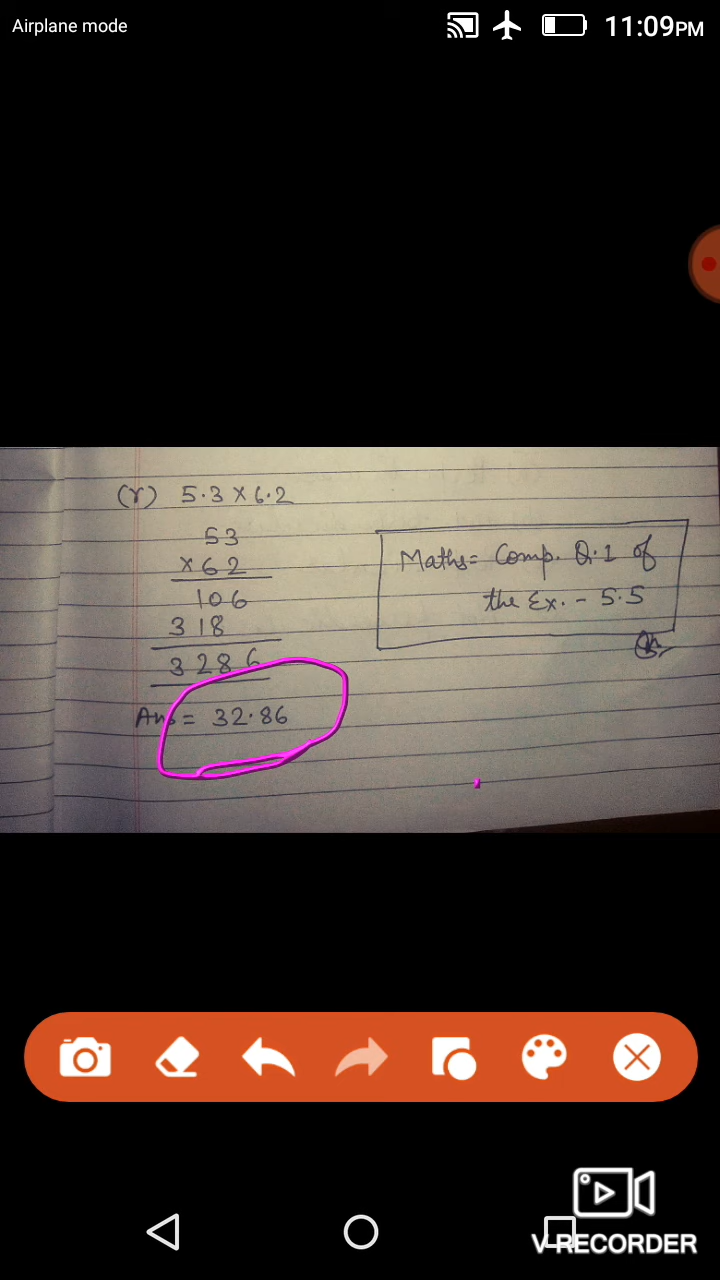 Airplane mode
11:09PM
(r) 5.3 × 6.2
53
× 62
106
318
3286
Ans = 32.86
Maths = Comp. Q.1 of
the Ex. - 5.5
V RECORDER